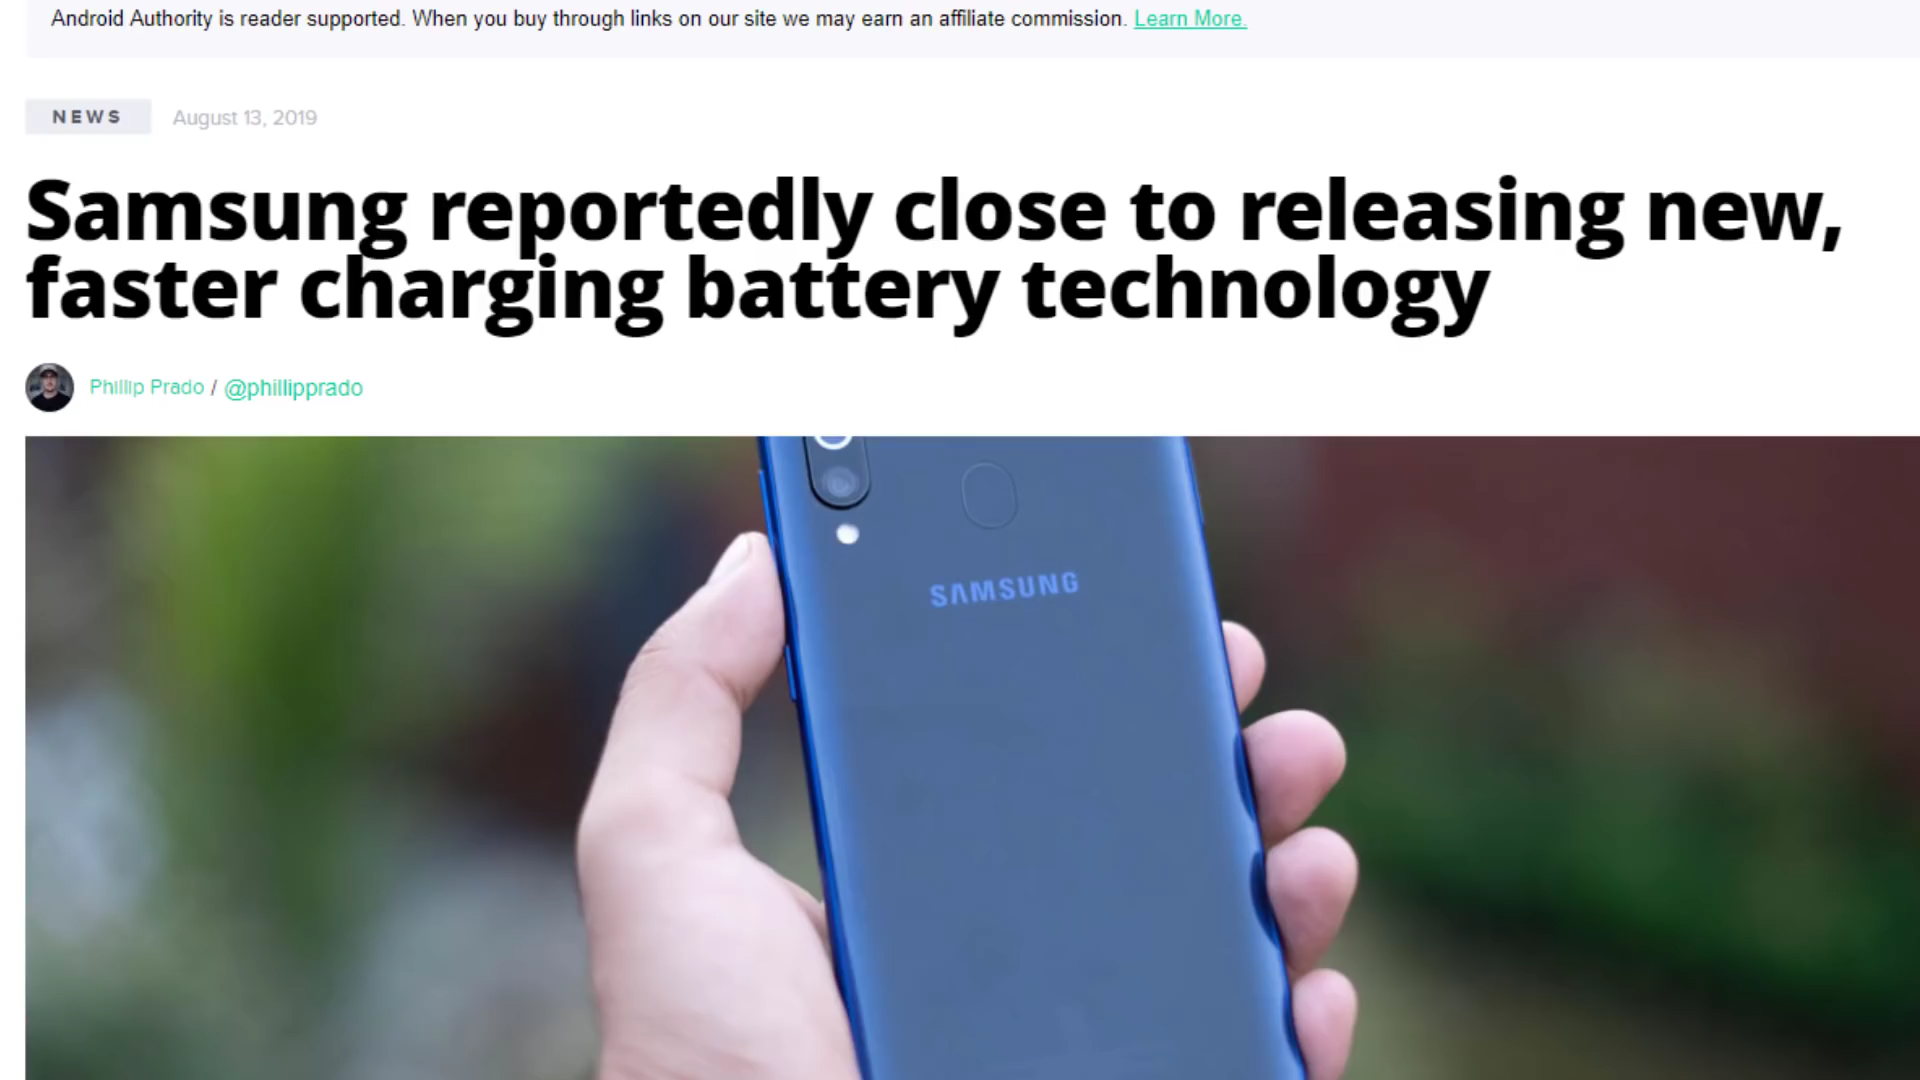 Android Authority is reader supported. When you buy through links on our site we may earn an affiliate commission. Learn More.
NEWS August 13, 2019
Samsung reportedly close to releasing new,
faster charging battery technology
Phillip Prado / @phillipprado
SAMSUNG